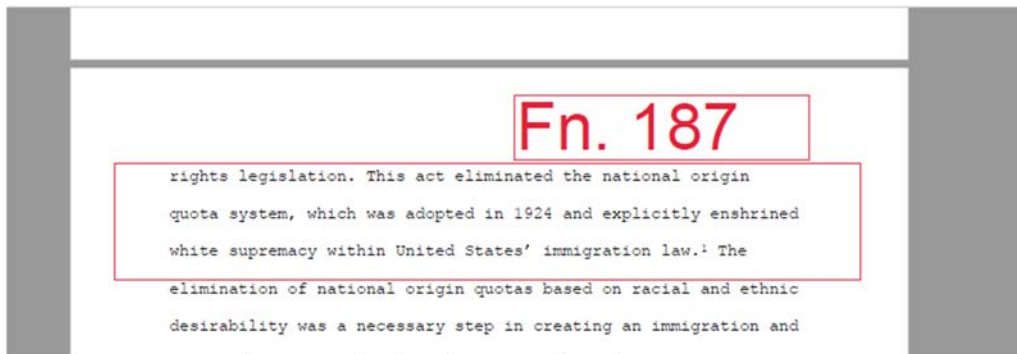 Fn. 187
rights legislation. This act eliminated the national origin
quota system, which was adopted in 1924 and explicitly enshrined
white supremacy within United States’ immigration law.¹ The
elimination of national origin quotas based on racial and ethnic
desirability was a necessary step in creating an immigration and